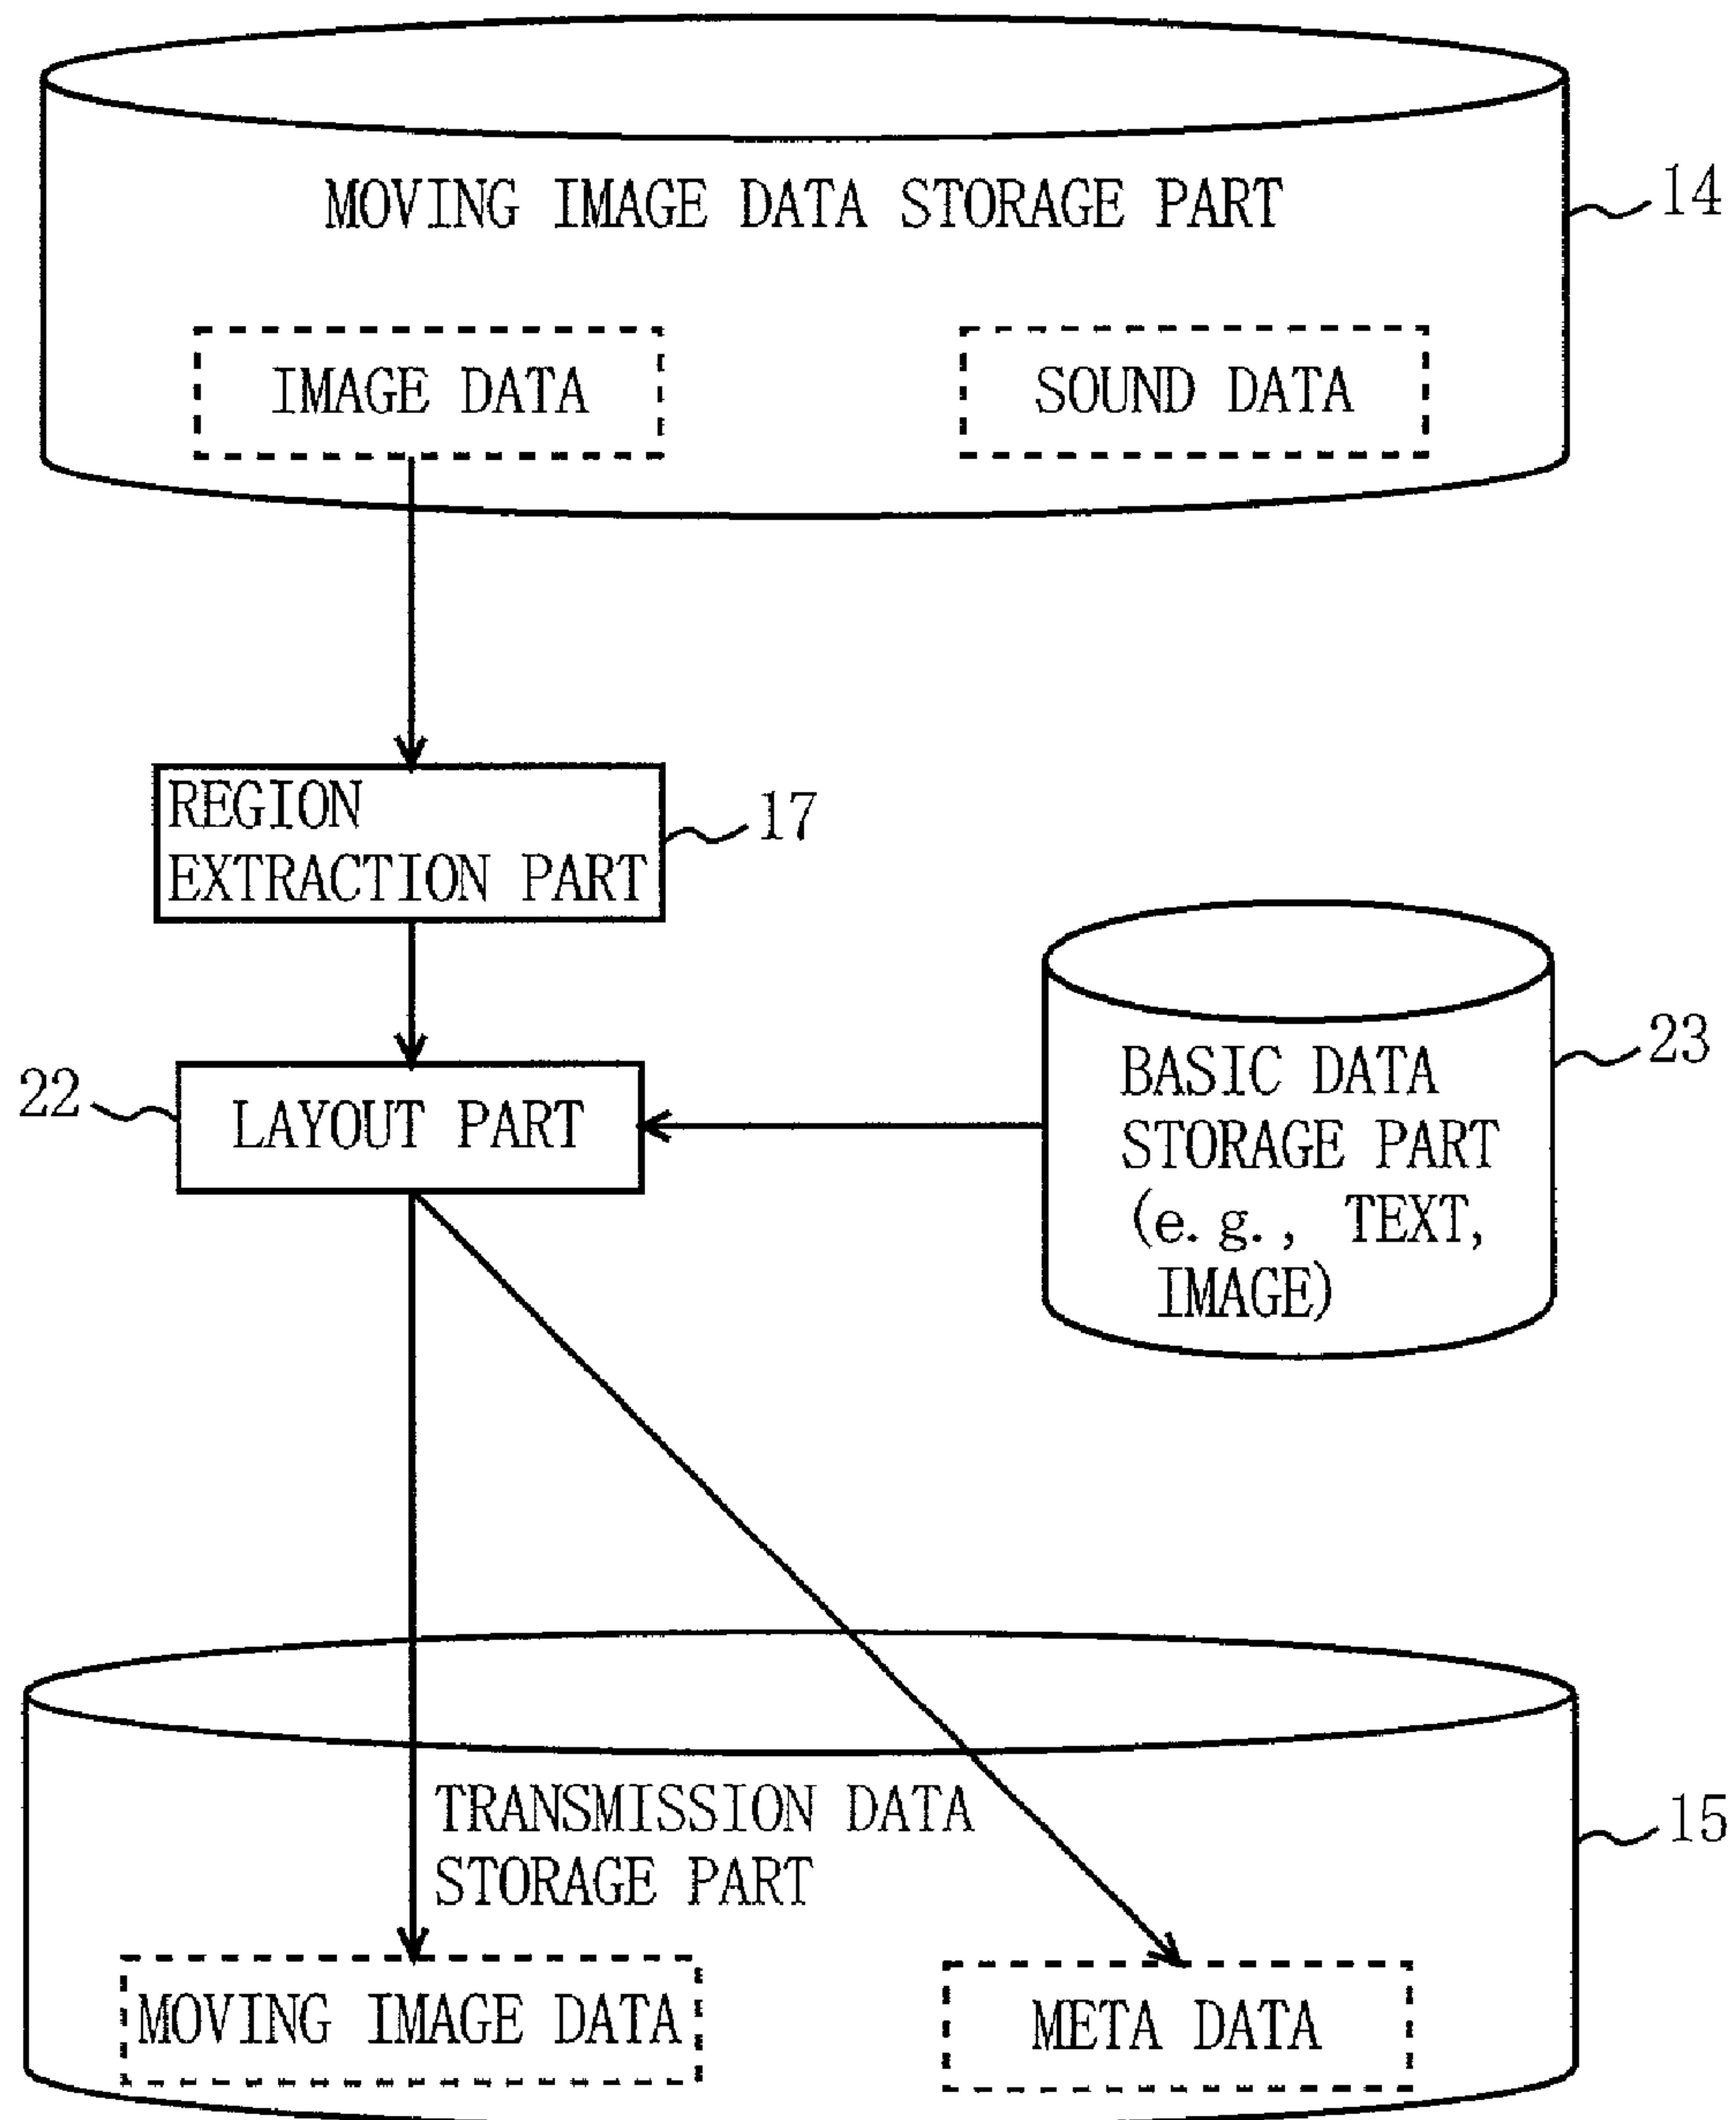 MOVING IMAGE DATA STORAGE PART
14
IMAGE DATA
SOUND DATA
REGION
EXTRACTION PART
17
22
LAYOUT PART
BASIC DATA
STORAGE PART
(e.g., TEXT,
IMAGE)
23
TRANSMISSION DATA
STORAGE PART
15
MOVING IMAGE DATA
META DATA